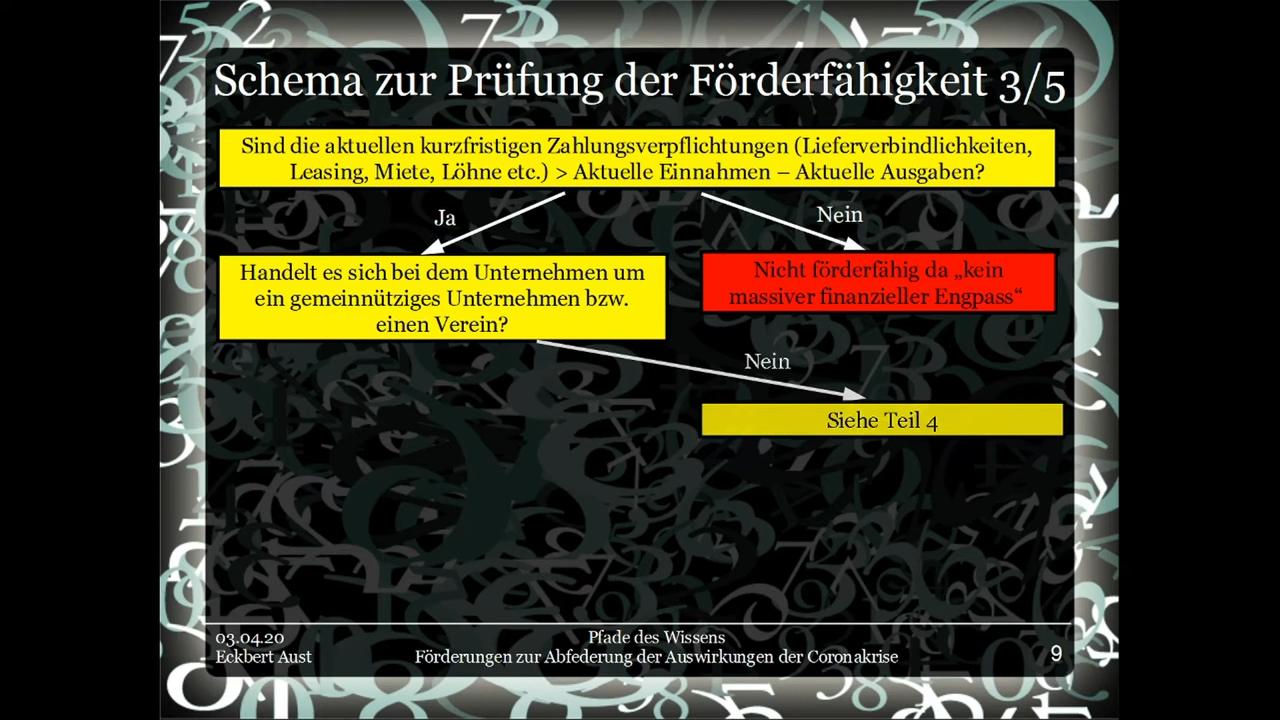 Schema zur Prüfung der Förderfähigkeit 3/5
Sind die aktuellen kurzfristigen Zahlungsverpflichtungen (Lieferverbindlichkeiten,
Leasing, Miete, Löhne etc.) > Aktuelle Einnahmen – Aktuelle Ausgaben?
Ja
Nein
Handelt es sich bei dem Unternehmen um
ein gemeinnütziges Unternehmen bzw.
einen Verein?
Nicht förderfähig da „kein
massiver finanzieller Engpass“
Nein
Siehe Teil 4
03.04.20
Eckbert Aust
Pfade des Wissens
Förderungen zur Abfederung der Auswirkungen der Coronakrise
9